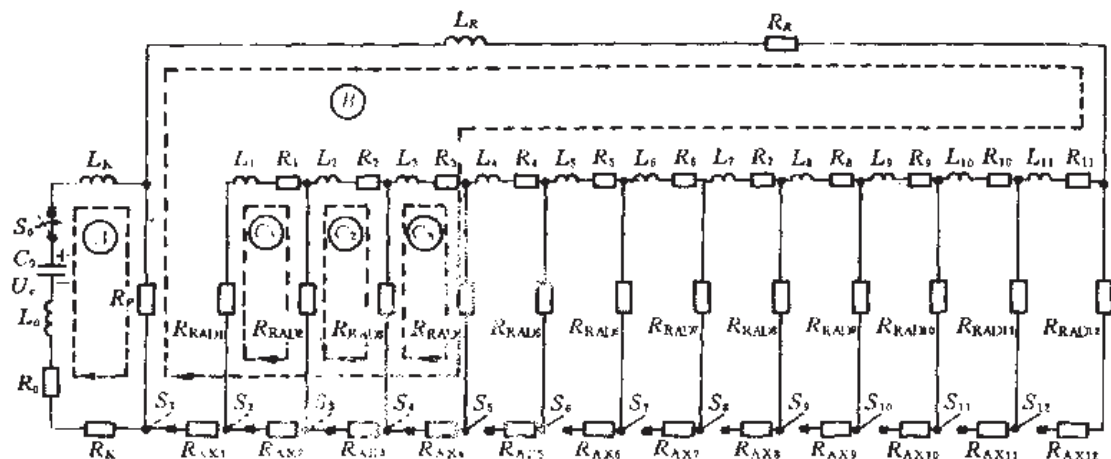 L_R R_R
B
L_K L_1 R_1 L_2 R_2 L_3 R_3 L_4 R_4 L_5 R_5 L_6 R_6 L_7 R_7 L_8 R_8 L_9 R_9 L_10 R_10 L_11 R_11
S_0 A C_1 C_2 C_3
C_0 +
U_c −
R_P R_RAD1 R_RAD2 R_RAD3 R_RAD4 R_RAD5 R_RAD6 R_RAD7 R_RAD8 R_RAD9 R_RAD10 R_RAD11 R_RAD12
L_0
R_0
S_1 S_2 S_3 S_4 S_5 S_6 S_7 S_8 S_9 S_10 S_11 S_12
R_K R_AX1 R_AX2 R_AX3 R_AX4 R_AX5 R_AX6 R_AX7 R_AX8 R_AX9 R_AX10 R_AX11 R_AX12